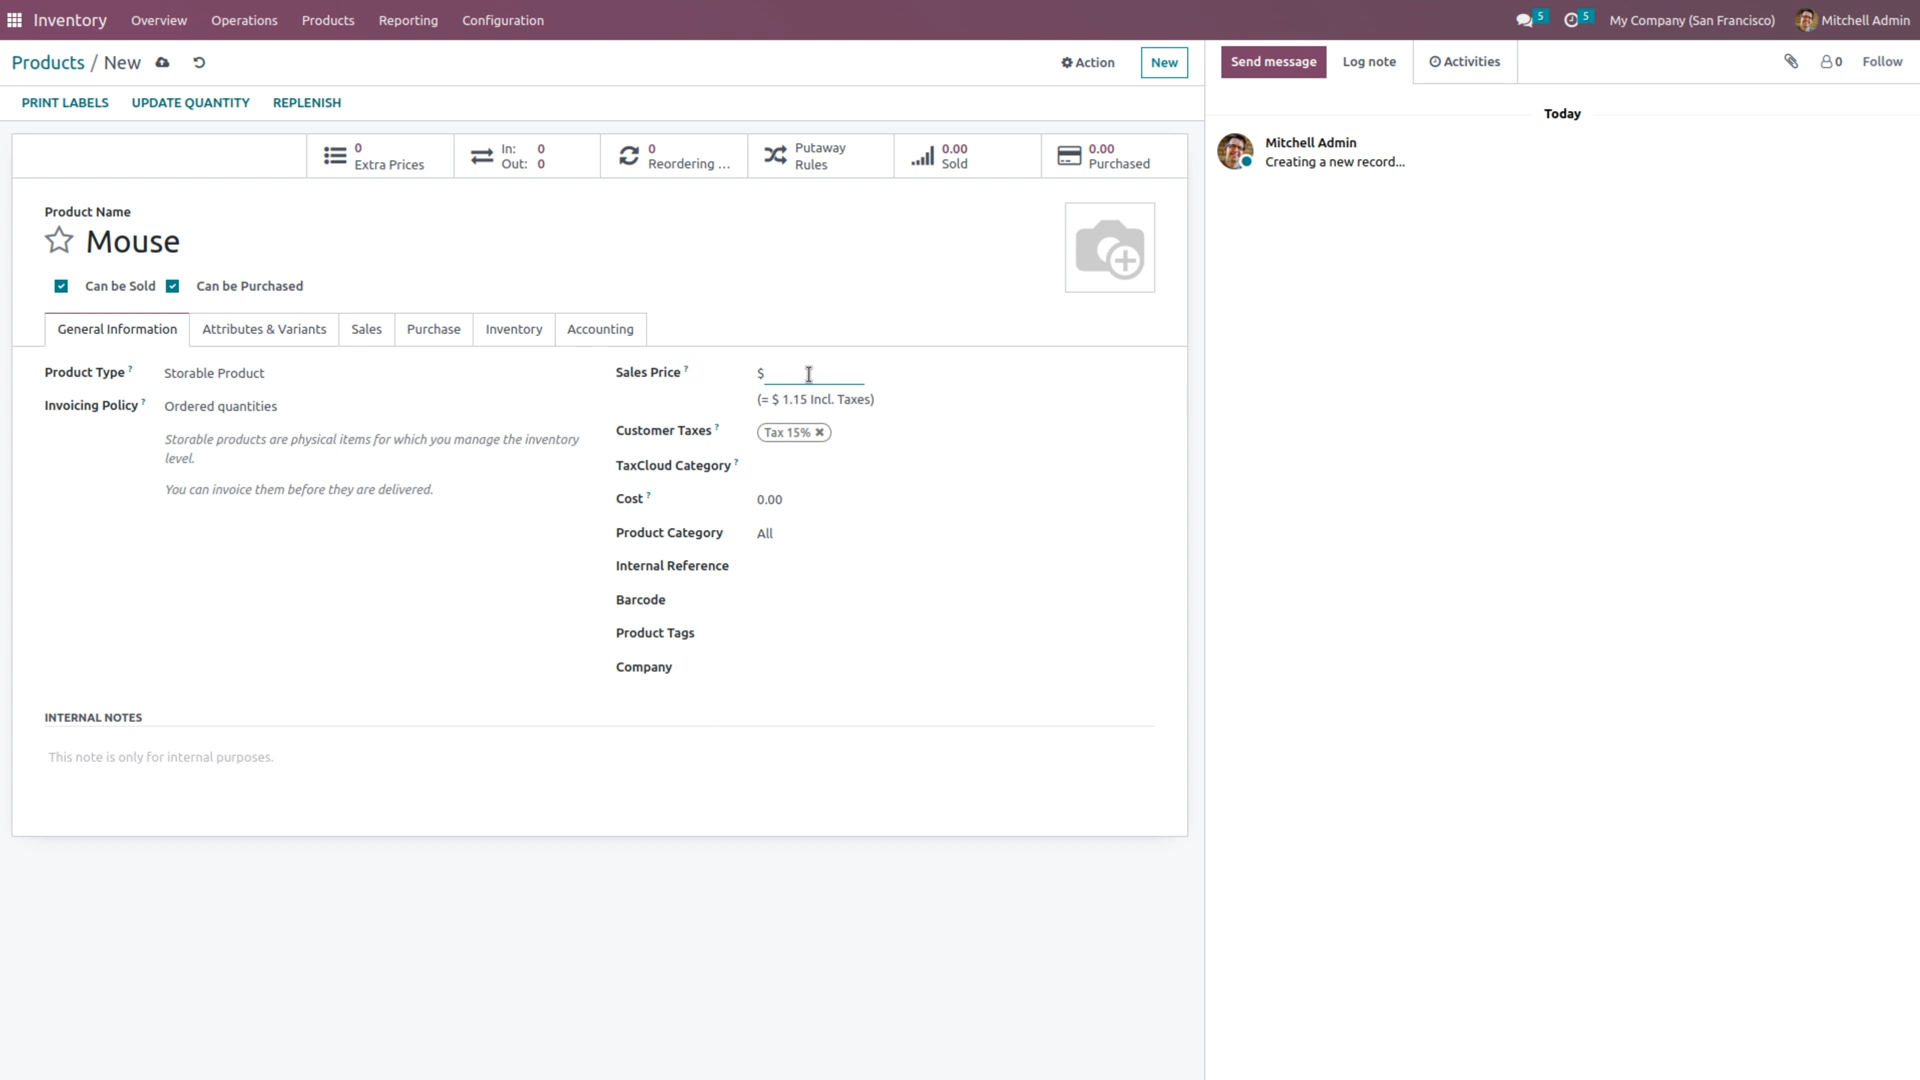 Inventory Overview Operations Products Reporting Configuration 5 5 My Company (San Francisco) Mitchell Admin
Products / New Action New
Send message Log note Activities 0 Follow
PRINT LABELS UPDATE QUANTITY REPLENISH
Today
0
Extra Prices
In: 0
Out: 0
0
Reordering ...
Putaway
Rules
0.00
Sold
0.00
Purchased
Mitchell Admin
Creating a new record...
Product Name
Mouse
Can be Sold Can be Purchased
General Information Attributes & Variants Sales Purchase Inventory Accounting
Product Type ? Storable Product
Invoicing Policy ? Ordered quantities
Storable products are physical items for which you manage the inventory
level.
You can invoice them before they are delivered.
Sales Price ? $
(= $ 1.15 Incl. Taxes)
Customer Taxes ? Tax 15% ✖
TaxCloud Category ?
Cost ? 0.00
Product Category All
Internal Reference
Barcode
Product Tags
Company
INTERNAL NOTES
This note is only for internal purposes.